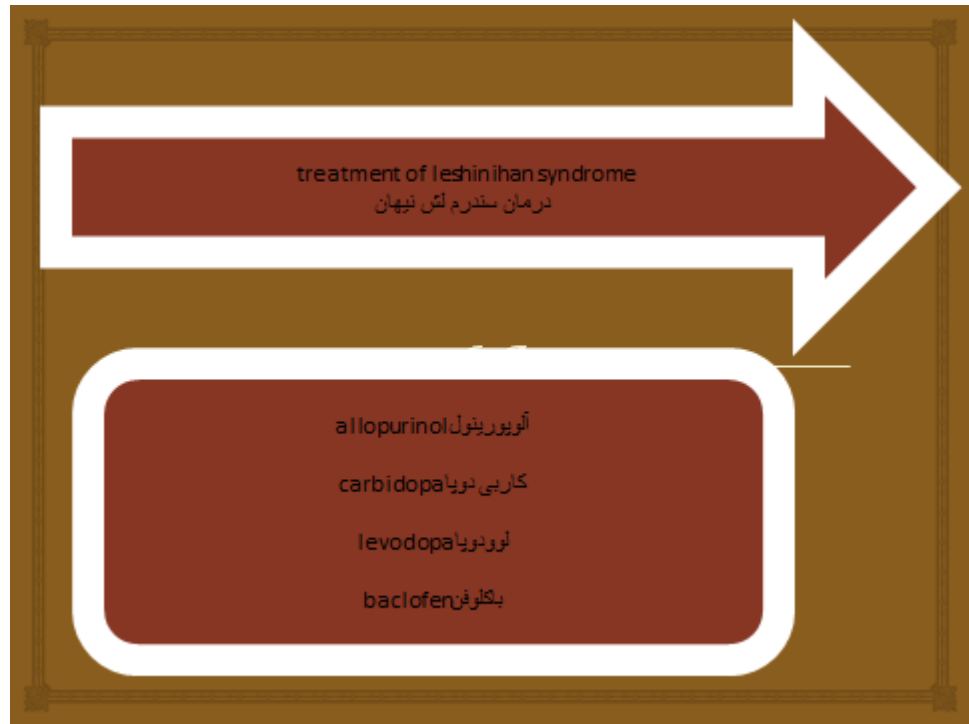 treatment of leshinihan syndrome
درمان سندرم لش نیهان
allopurinolآلوپورینول
carbidopaکاربی دوپا
levodopaلوودوپا
baclofenباکلوفن